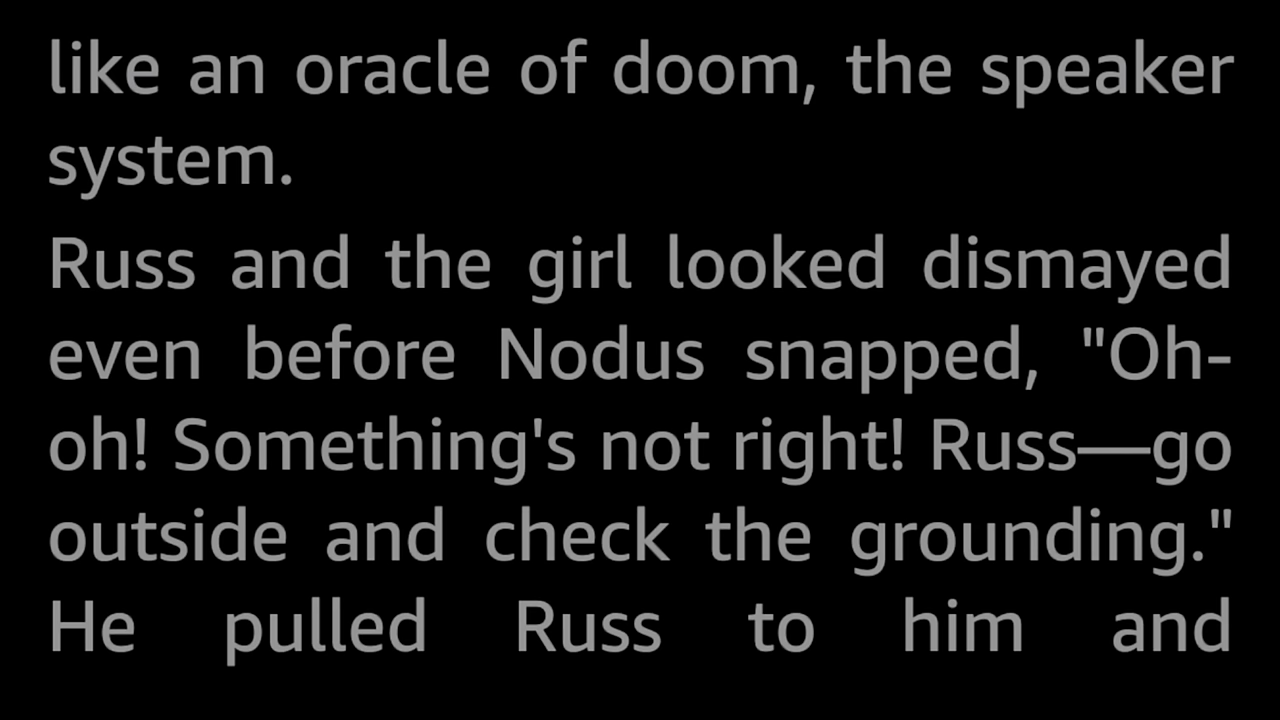 like an oracle of doom, the speaker
system.
Russ and the girl looked dismayed
even before Nodus snapped, "Oh-
oh! Something's not right! Russ—go
outside and check the grounding."
He pulled Russ to him and